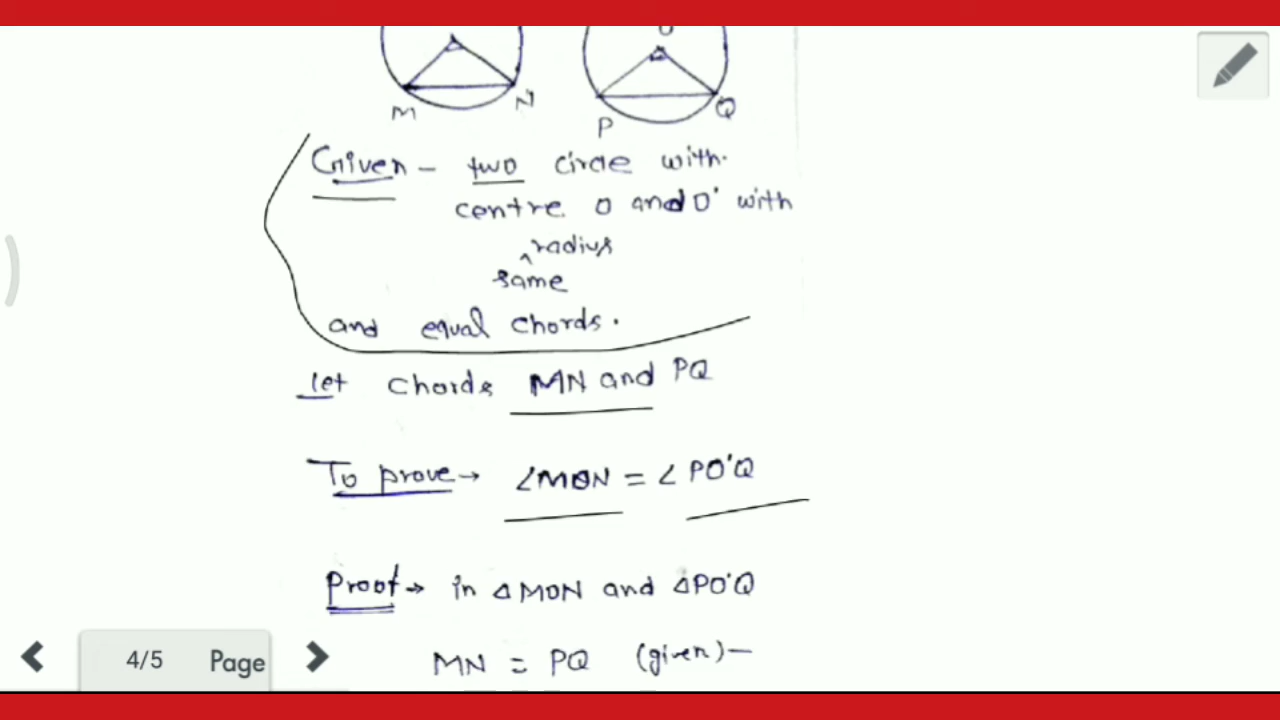 O
M N
P Q
Given - two circle with
centre O and O' with
^ radius
same
and equal chords.
Let chords MN and PQ
To prove → ∠MON = ∠PO'Q
Proof → in △MON and △PO'Q
MN = PQ (given) -
4/5 Page